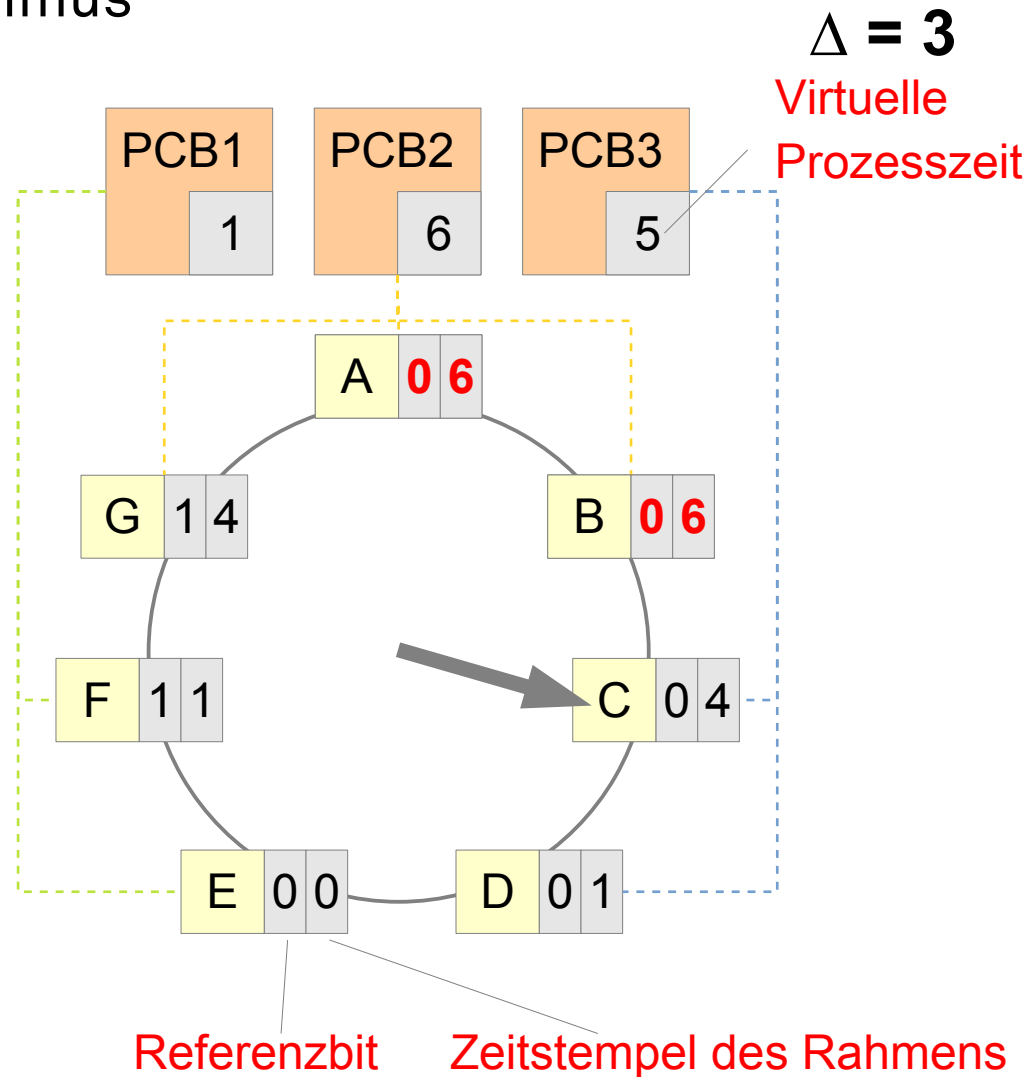 Δ = 3
Virtuelle
Prozesszeit
PCB1 PCB2 PCB3
1 6 5
A 0 6
G 1 4 B 0 6
F 1 1 C 0 4
E 0 0 D 0 1
Referenzbit Zeitstempel des Rahmens